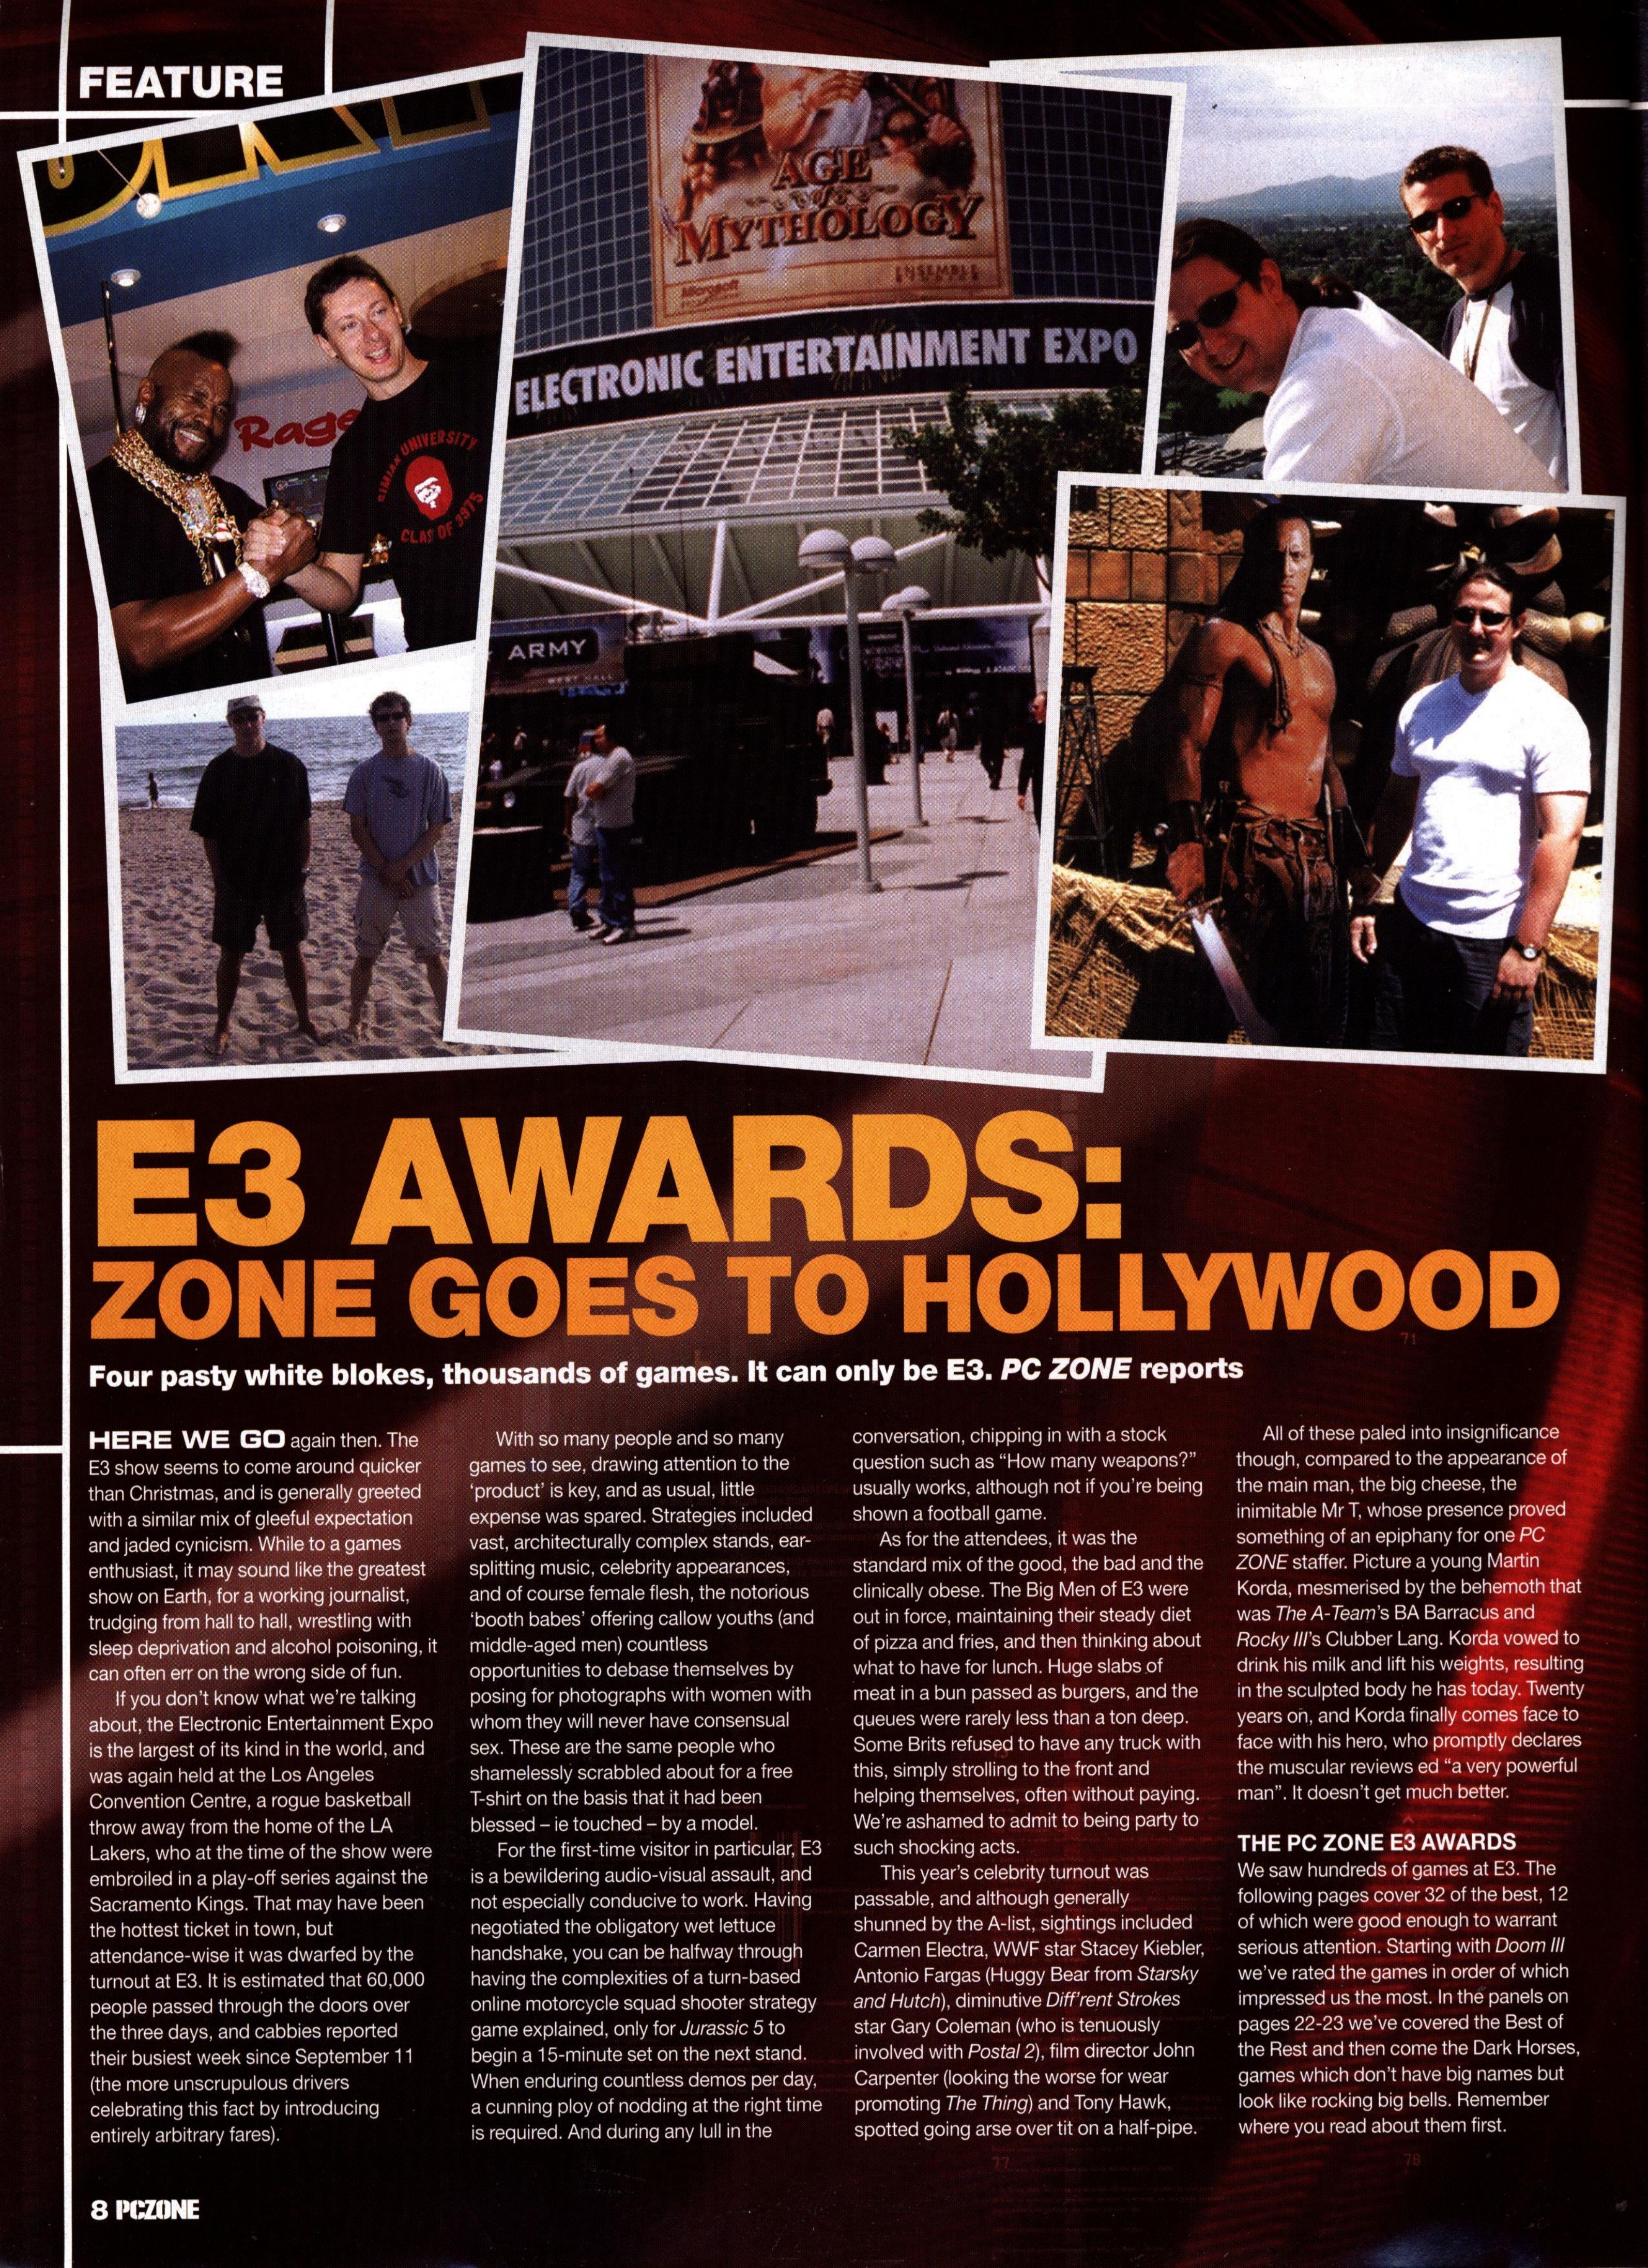 FEATURE
AGE
of
MYTHOLOGY
Microsoft
ENSEMBLE
STUDIOS
ELECTRONIC ENTERTAINMENT EXPO
Rage
SIMIAN UNIVERSITY
CLAS OF 3975
ARMY
WEST HALL
E3 AWARDS:
ZONE GOES TO HOLLYWOOD
Four pasty white blokes, thousands of games. It can only be E3. PC ZONE reports
HERE WE GO again then. The
E3 show seems to come around quicker
than Christmas, and is generally greeted
with a similar mix of gleeful expectation
and jaded cynicism. While to a games
enthusiast, it may sound like the greatest
show on Earth, for a working journalist,
trudging from hall to hall, wrestling with
sleep deprivation and alcohol poisoning, it
can often err on the wrong side of fun.
If you don't know what we're talking
about, the Electronic Entertainment Expo
is the largest of its kind in the world, and
was again held at the Los Angeles
Convention Centre, a rogue basketball
throw away from the home of the LA
Lakers, who at the time of the show were
embroiled in a play-off series against the
Sacramento Kings. That may have been
the hottest ticket in town, but
attendance-wise it was dwarfed by the
turnout at E3. It is estimated that 60,000
people passed through the doors over
the three days, and cabbies reported
their busiest week since September 11
(the more unscrupulous drivers
celebrating this fact by introducing
entirely arbitrary fares).
With so many people and so many
games to see, drawing attention to the
'product' is key, and as usual, little
expense was spared. Strategies included
vast, architecturally complex stands, ear-
splitting music, celebrity appearances,
and of course female flesh, the notorious
'booth babes' offering callow youths (and
middle-aged men) countless
opportunities to debase themselves by
posing for photographs with women with
whom they will never have consensual
sex. These are the same people who
shamelessly scrabbled about for a free
T-shirt on the basis that it had been
blessed – ie touched – by a model.
For the first-time visitor in particular, E3
is a bewildering audio-visual assault, and
not especially conducive to work. Having
negotiated the obligatory wet lettuce
handshake, you can be halfway through
having the complexities of a turn-based
online motorcycle squad shooter strategy
game explained, only for Jurassic 5 to
begin a 15-minute set on the next stand.
When enduring countless demos per day,
a cunning ploy of nodding at the right time
is required. And during any lull in the
conversation, chipping in with a stock
question such as “How many weapons?”
usually works, although not if you're being
shown a football game.
As for the attendees, it was the
standard mix of the good, the bad and the
clinically obese. The Big Men of E3 were
out in force, maintaining their steady diet
of pizza and fries, and then thinking about
what to have for lunch. Huge slabs of
meat in a bun passed as burgers, and the
queues were rarely less than a ton deep.
Some Brits refused to have any truck with
this, simply strolling to the front and
helping themselves, often without paying.
We're ashamed to admit to being party to
such shocking acts.
This year's celebrity turnout was
passable, and although generally
shunned by the A-list, sightings included
Carmen Electra, WWF star Stacey Kiebler,
Antonio Fargas (Huggy Bear from Starsky
and Hutch), diminutive Diff'rent Strokes
star Gary Coleman (who is tenuously
involved with Postal 2), film director John
Carpenter (looking the worse for wear
promoting The Thing) and Tony Hawk,
spotted going arse over tit on a half-pipe.
All of these paled into insignificance
though, compared to the appearance of
the main man, the big cheese, the
inimitable Mr T, whose presence proved
something of an epiphany for one PC
ZONE staffer. Picture a young Martin
Korda, mesmerised by the behemoth that
was The A-Team's BA Barracus and
Rocky III's Clubber Lang. Korda vowed to
drink his milk and lift his weights, resulting
in the sculpted body he has today. Twenty
years on, and Korda finally comes face to
face with his hero, who promptly declares
the muscular reviews ed “a very powerful
man”. It doesn't get much better.
THE PC ZONE E3 AWARDS
We saw hundreds of games at E3. The
following pages cover 32 of the best, 12
of which were good enough to warrant
serious attention. Starting with Doom III
we've rated the games in order of which
impressed us the most. In the panels on
pages 22-23 we've covered the Best of
the Rest and then come the Dark Horses,
games which don't have big names but
look like rocking big bells. Remember
where you read about them first.
8 PCZONE